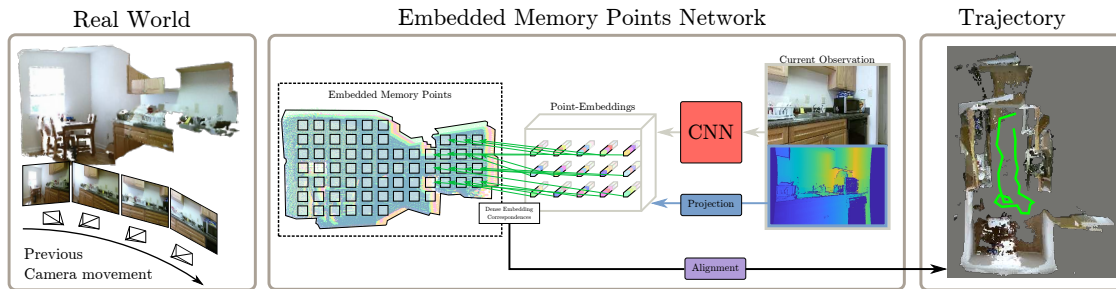 Real World
Embedded Memory Points Network
Trajectory
Previous
Camera movement
Embedded Memory Points
Dense Embedding
Correspondences
Point-Embeddings
CNN
Current Observation
Projection
Alignment